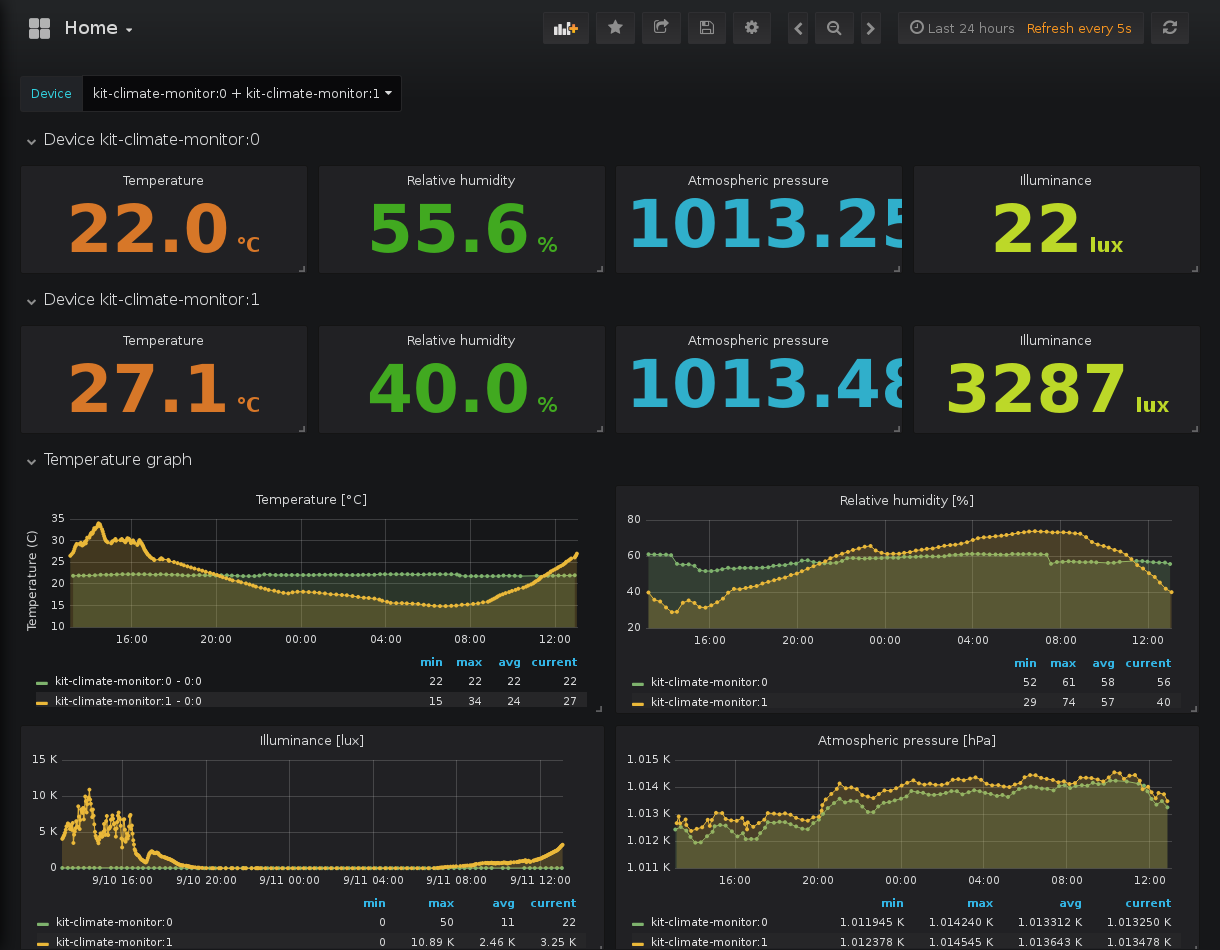 Home
Last 24 hours Refresh every 5s
Device kit-climate-monitor:0 + kit-climate-monitor:1
Device kit-climate-monitor:0
Temperature Relative humidity Atmospheric pressure Illuminance
22.0 °C 55.6 % 1013.25 22 lux
Device kit-climate-monitor:1
Temperature Relative humidity Atmospheric pressure Illuminance
27.1 °C 40.0 % 1013.48 3287 lux
Temperature graph
Temperature [°C]
Temperature (C)
35
30
25
20
15
10
16:00 20:00 00:00 04:00 08:00 12:00
min max avg current
kit-climate-monitor:0 - 0:0 22 22 22 22
kit-climate-monitor:1 - 0:0 15 34 24 27
Relative humidity [%]
80
60
40
20
16:00 20:00 00:00 04:00 08:00 12:00
min max avg current
kit-climate-monitor:0 52 61 58 56
kit-climate-monitor:1 29 74 57 40
Illuminance [lux]
15 K
10 K
5 K
0
9/10 16:00 9/10 20:00 9/11 00:00 9/11 04:00 9/11 08:00 9/11 12:00
min max avg current
kit-climate-monitor:0 0 50 11 22
kit-climate-monitor:1 0 10.89 K 2.46 K 3.25 K
Atmospheric pressure [hPa]
1.015 K
1.014 K
1.013 K
1.012 K
1.011 K
16:00 20:00 00:00 04:00 08:00 12:00
min max avg current
kit-climate-monitor:0 1.011945 K 1.014240 K 1.013312 K 1.013250 K
kit-climate-monitor:1 1.012378 K 1.014545 K 1.013643 K 1.013478 K